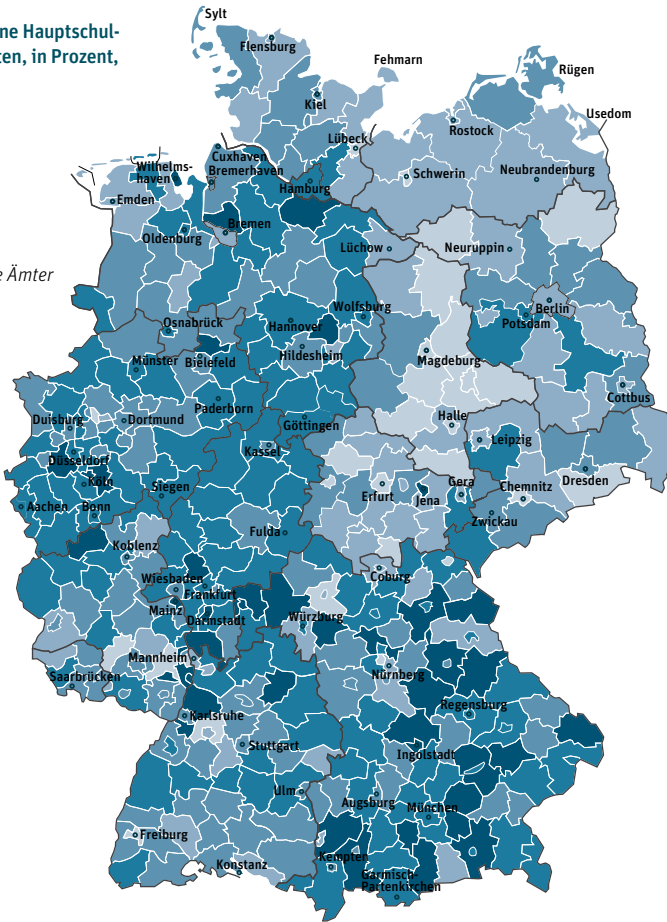 ne Hauptschul-
ten, in Prozent,
e Ämter
Sylt
Flensburg
Fehmarn
Rügen
Kiel
Usedom
Rostock
Lübeck
Cuxhaven
Bremerhaven
Wilhelms-
haven
Schwerin
Neubrandenburg
Hamburg
Emden
Bremen
Oldenburg
Lüchow
Neuruppin
Wolfsburg
Berlin
Potsdam
Osnabrück
Hannover
Hildesheim
Münster
Bielefeld
Magdeburg
Cottbus
Paderborn
Duisburg
Dortmund
Göttingen
Halle
Leipzig
Düsseldorf
Kassel
Köln
Siegen
Erfurt
Jena
Gera
Chemnitz
Dresden
Aachen
Bonn
Zwickau
Fulda
Koblenz
Coburg
Wiesbaden
Frankfurt
Mainz
Darmstadt
Würzburg
Mannheim
Nürnberg
Saarbrücken
Regensburg
Karlsruhe
Stuttgart
Ingolstadt
Ulm
Augsburg
München
Freiburg
Konstanz
Kempten
Garmisch-
Partenkirchen